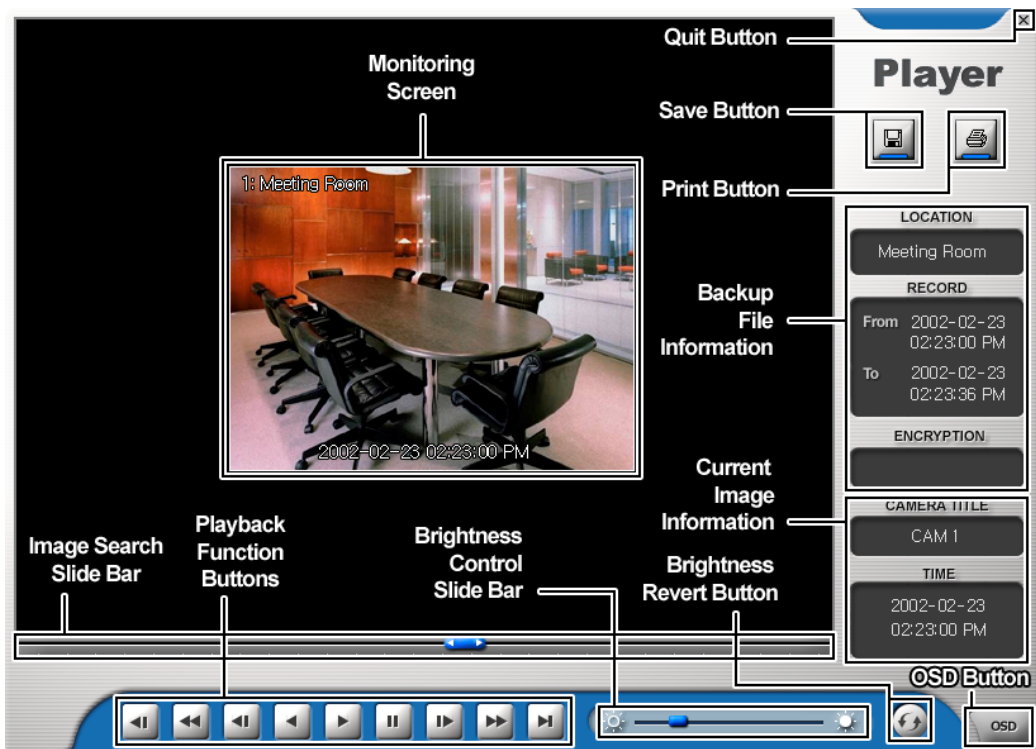 Quit Button
Monitoring
Screen
Player
Save Button
Print Button
1: Meeting Room
LOCATION
Meeting Room
Backup
File
Information
RECORD
From 2002-02-23
02:23:00 PM
To 2002-02-23
02:23:36 PM
2002-02-23 02:23:00 PM
ENCRYPTION
Current
Image
Information
CAMERA TITLE
CAM 1
Image Search
Slide Bar
Playback
Function
Buttons
Brightness
Control
Slide Bar
Brightness
Revert Button
TIME
2002-02-23
02:23:00 PM
OSD Button
OSD